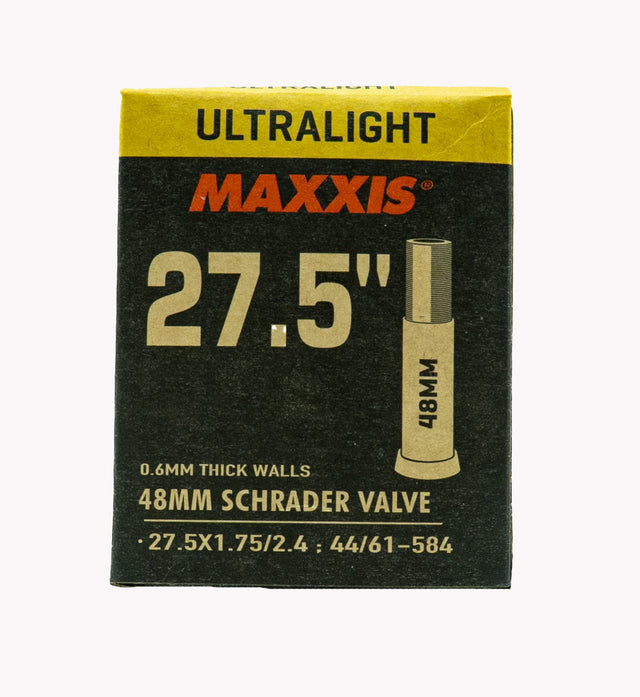 ULTRALIGHT
ULTRALIGHT
MAXXIS®
27.5"
48MM
0.6MM THICK WALLS
48MM SCHRADER VALVE
·27.5X1.75/2.4 ; 44/61-584